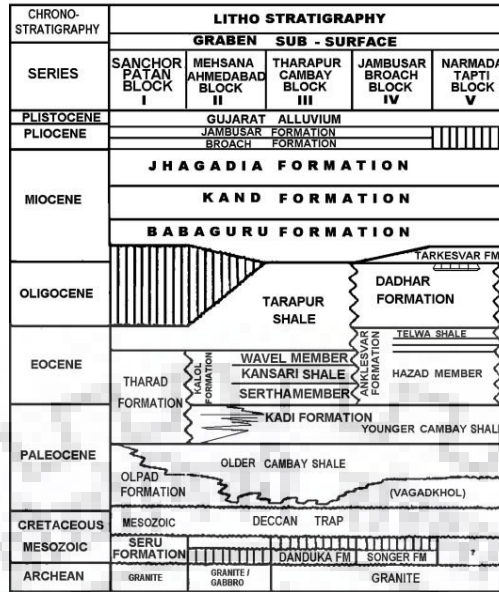 CHRONO-
STRATIGRAPHY
LITHO STRATIGRAPHY
GRABEN SUB - SURFACE
SERIES
SANCHOR
PATAN
BLOCK
I
MEHSANA
AHMEDABAD
BLOCK
II
THARAPUR
CAMBAY
BLOCK
III
JAMBUSAR
BROACH
BLOCK
IV
NARMADA
TAPTI
BLOCK
V
PLISTOCENE
GUJARAT ALLUVIUM
PLIOCENE
JAMBUSAR FORMATION
BROACH FORMATION
MIOCENE
JHAGADIA FORMATION
KAND FORMATION
BABAGURU FORMATION
TARKESVAR FM
OLIGOCENE
TARAPUR
SHALE
DADHAR
FORMATION
EOCENE
THARAD
FORMATION
KALOL
FORMATION
WAVEL MEMBER
KANSARI SHALE
SERTHAMEMBER
ANKLESVAR
FORMATION
TELWA SHALE
HAZAD MEMBER
KADI FORMATION
YOUNGER CAMBAY SHALE
PALEOCENE
OLDER CAMBAY SHALE
OLPAD
FORMATION
(VAGADKHOL)
CRETACEOUS
MESOZOIC
DECCAN TRAP
MESOZOIC
SERU
FORMATION
DANDUKA FM
SONGER FM
?
ARCHEAN
GRANITE
GRANITE /
GABBRO
GRANITE